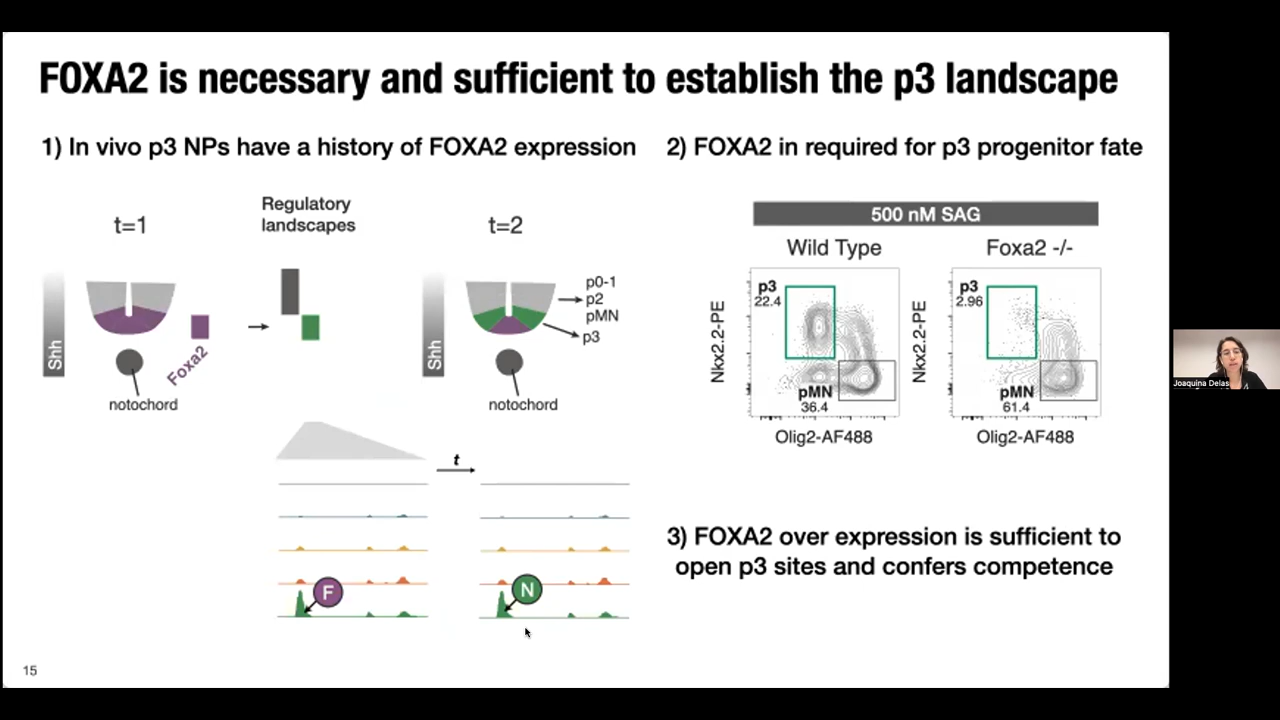 FOXA2 is necessary and sufficient to establish the p3 landscape
1) In vivo p3 NPs have a history of FOXA2 expression
t=1
Regulatory
landscapes
t=2
Shh
Foxa2
notochord
Shh
p0-1
p2
pMN
p3
notochord
t
F
N
2) FOXA2 in required for p3 progenitor fate
500 nM SAG
Wild Type
Foxa2 -/-
Nkx2.2-PE
p3
22.4
pMN
36.4
Olig2-AF488
Nkx2.2-PE
p3
2.96
pMN
61.4
Olig2-AF488
3) FOXA2 over expression is sufficient to
open p3 sites and confers competence
15
Joaquina Delas